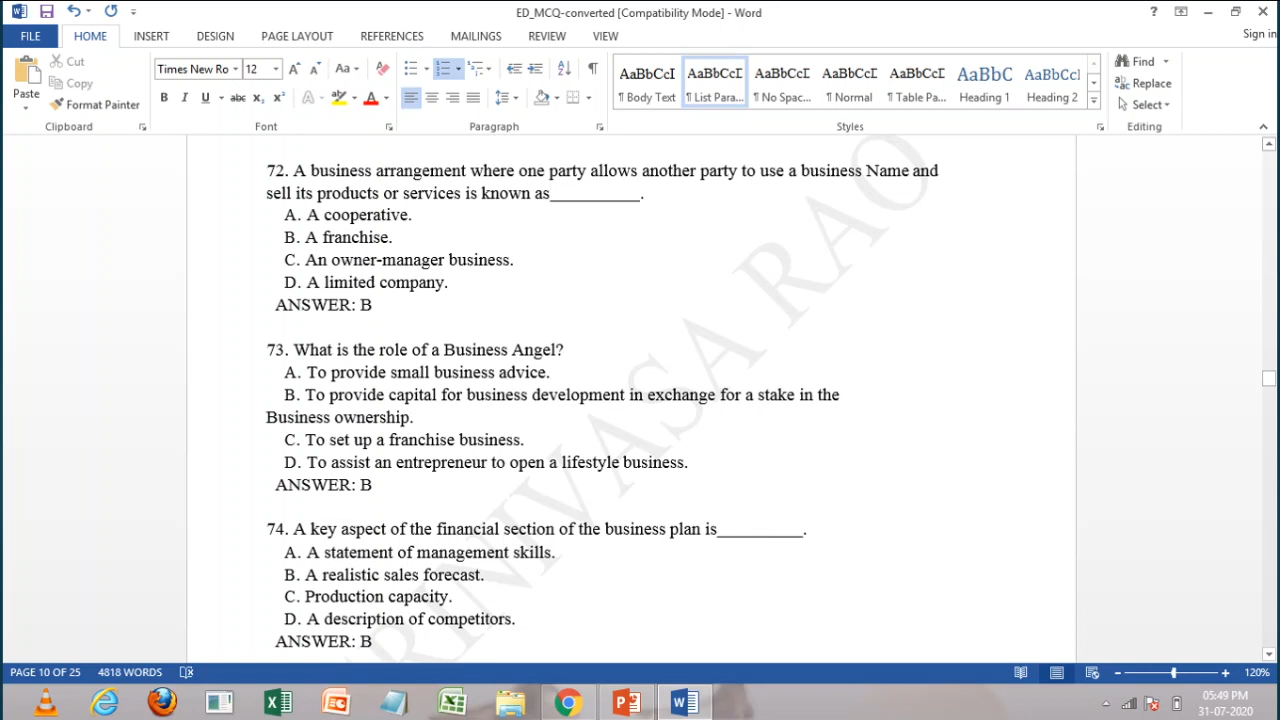 ED_MCQ-converted [Compatibility Mode] - Word
Sign in
FILE HOME INSERT DESIGN PAGE LAYOUT REFERENCES MAILINGS REVIEW VIEW
Paste
Cut
Copy
Format Painter
Clipboard
Times New Ro 12
Font
Paragraph
AaBbCcI AaBbCcI AaBbCcI AaBbCcI AaBbCcI AaBbC AaBbCcl
¶ Body Text ¶ List Para... ¶ No Spac... ¶ Normal ¶ Table Pa... Heading 1 Heading 2
Styles
Find
Replace
Select
Editing
72. A business arrangement where one party allows another party to use a business Name and
sell its products or services is known as__________.
A. A cooperative.
B. A franchise.
C. An owner-manager business.
D. A limited company.
ANSWER: B
73. What is the role of a Business Angel?
A. To provide small business advice.
B. To provide capital for business development in exchange for a stake in the
Business ownership.
C. To set up a franchise business.
D. To assist an entrepreneur to open a lifestyle business.
ANSWER: B
74. A key aspect of the financial section of the business plan is__________.
A. A statement of management skills.
B. A realistic sales forecast.
C. Production capacity.
D. A description of competitors.
ANSWER: B
RINIVASA RAO
PAGE 10 OF 25 4818 WORDS
120%
05:49 PM
31-07-2020